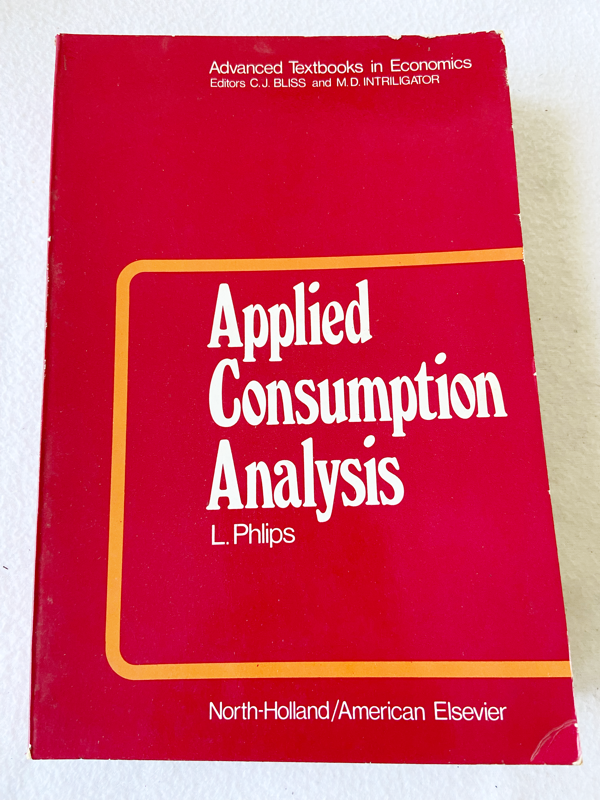 Advanced Textbooks in Economics
Editors C.J. BLISS and M.D. INTRILIGATOR
Applied
Consumption
Analysis
L. Phlips
North-Holland/American Elsevier